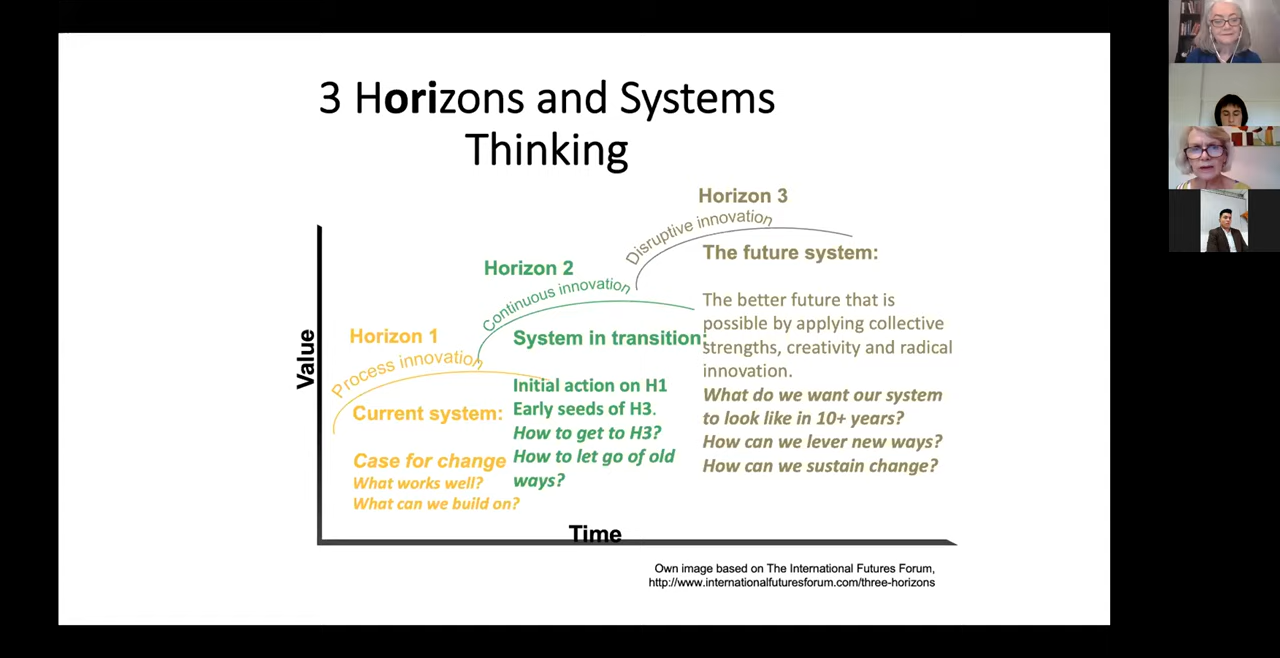 3 Horizons and Systems
Thinking
Horizon 3
Disruptive innovation
The future system:
Horizon 2
Continuous innovation
System in transition:
The better future that is
possible by applying collective
strengths, creativity and radical
innovation.
What do we want our system
to look like in 10+ years?
How can we lever new ways?
How can we sustain change?
Horizon 1
Process innovation
Current system:
Initial action on H1
Early seeds of H3.
How to get to H3?
How to let go of old
ways?
Case for change
What works well?
What can we build on?
Value
Time
Own image based on The International Futures Forum,
http://www.internationalfuturesforum.com/three-horizons